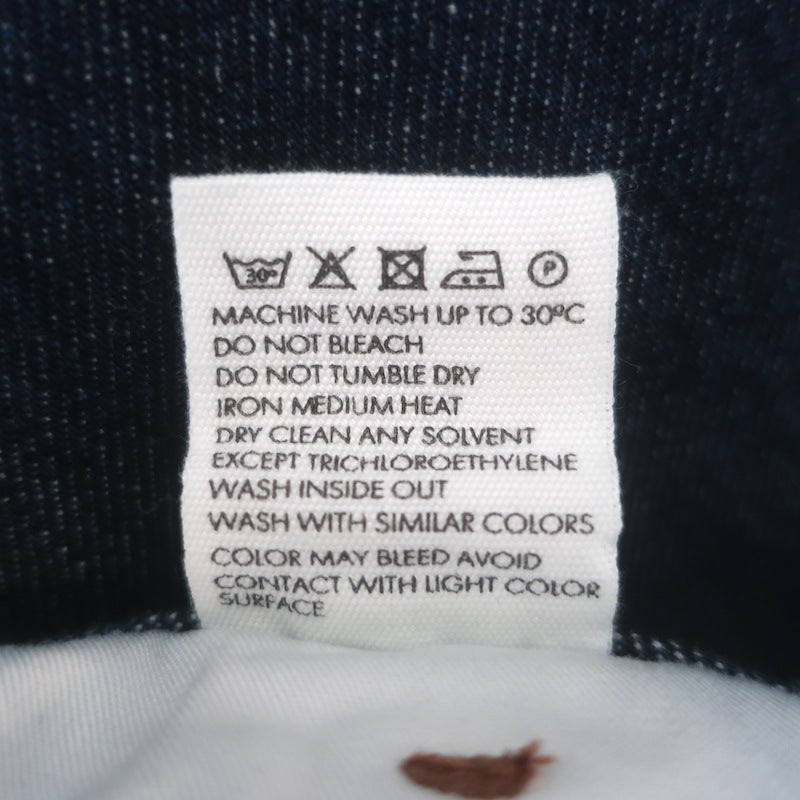 30°
P
MACHINE WASH UP TO 30ºC
DO NOT BLEACH
DO NOT TUMBLE DRY
IRON MEDIUM HEAT
DRY CLEAN ANY SOLVENT
EXCEPT TRICHLOROETHYLENE
WASH INSIDE OUT
WASH WITH SIMILAR COLORS
COLOR MAY BLEED AVOID
CONTACT WITH LIGHT COLOR
SURFACE